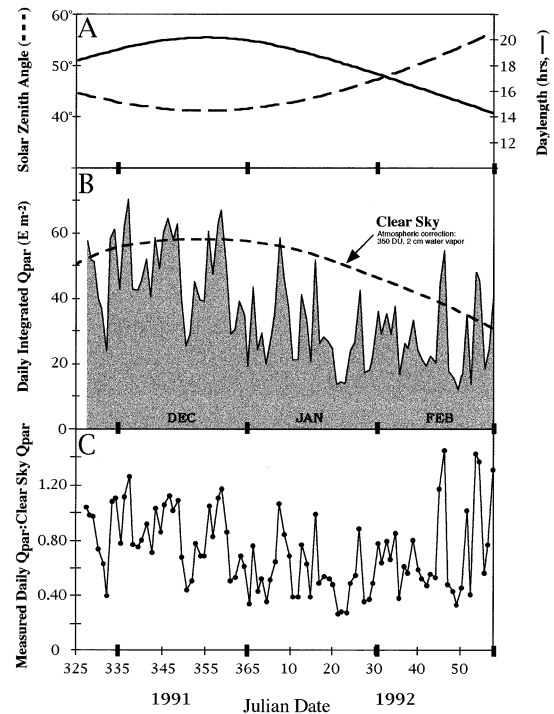 A
60°
50°
40°
Solar Zenith Angle (---)
20
18
16
14
12
Daylength (hrs, —)
B
60
40
20
0
Daily Integrated Qpar (E m-2)
Clear Sky
Atmospheric correction:
350 DU, 2 cm water vapor
DEC JAN FEB
C
1.20
0.80
0.40
0
Measured Daily Qpar:Clear Sky Qpar
325 335 345 355 365 10 20 30 40 50
1991 Julian Date 1992